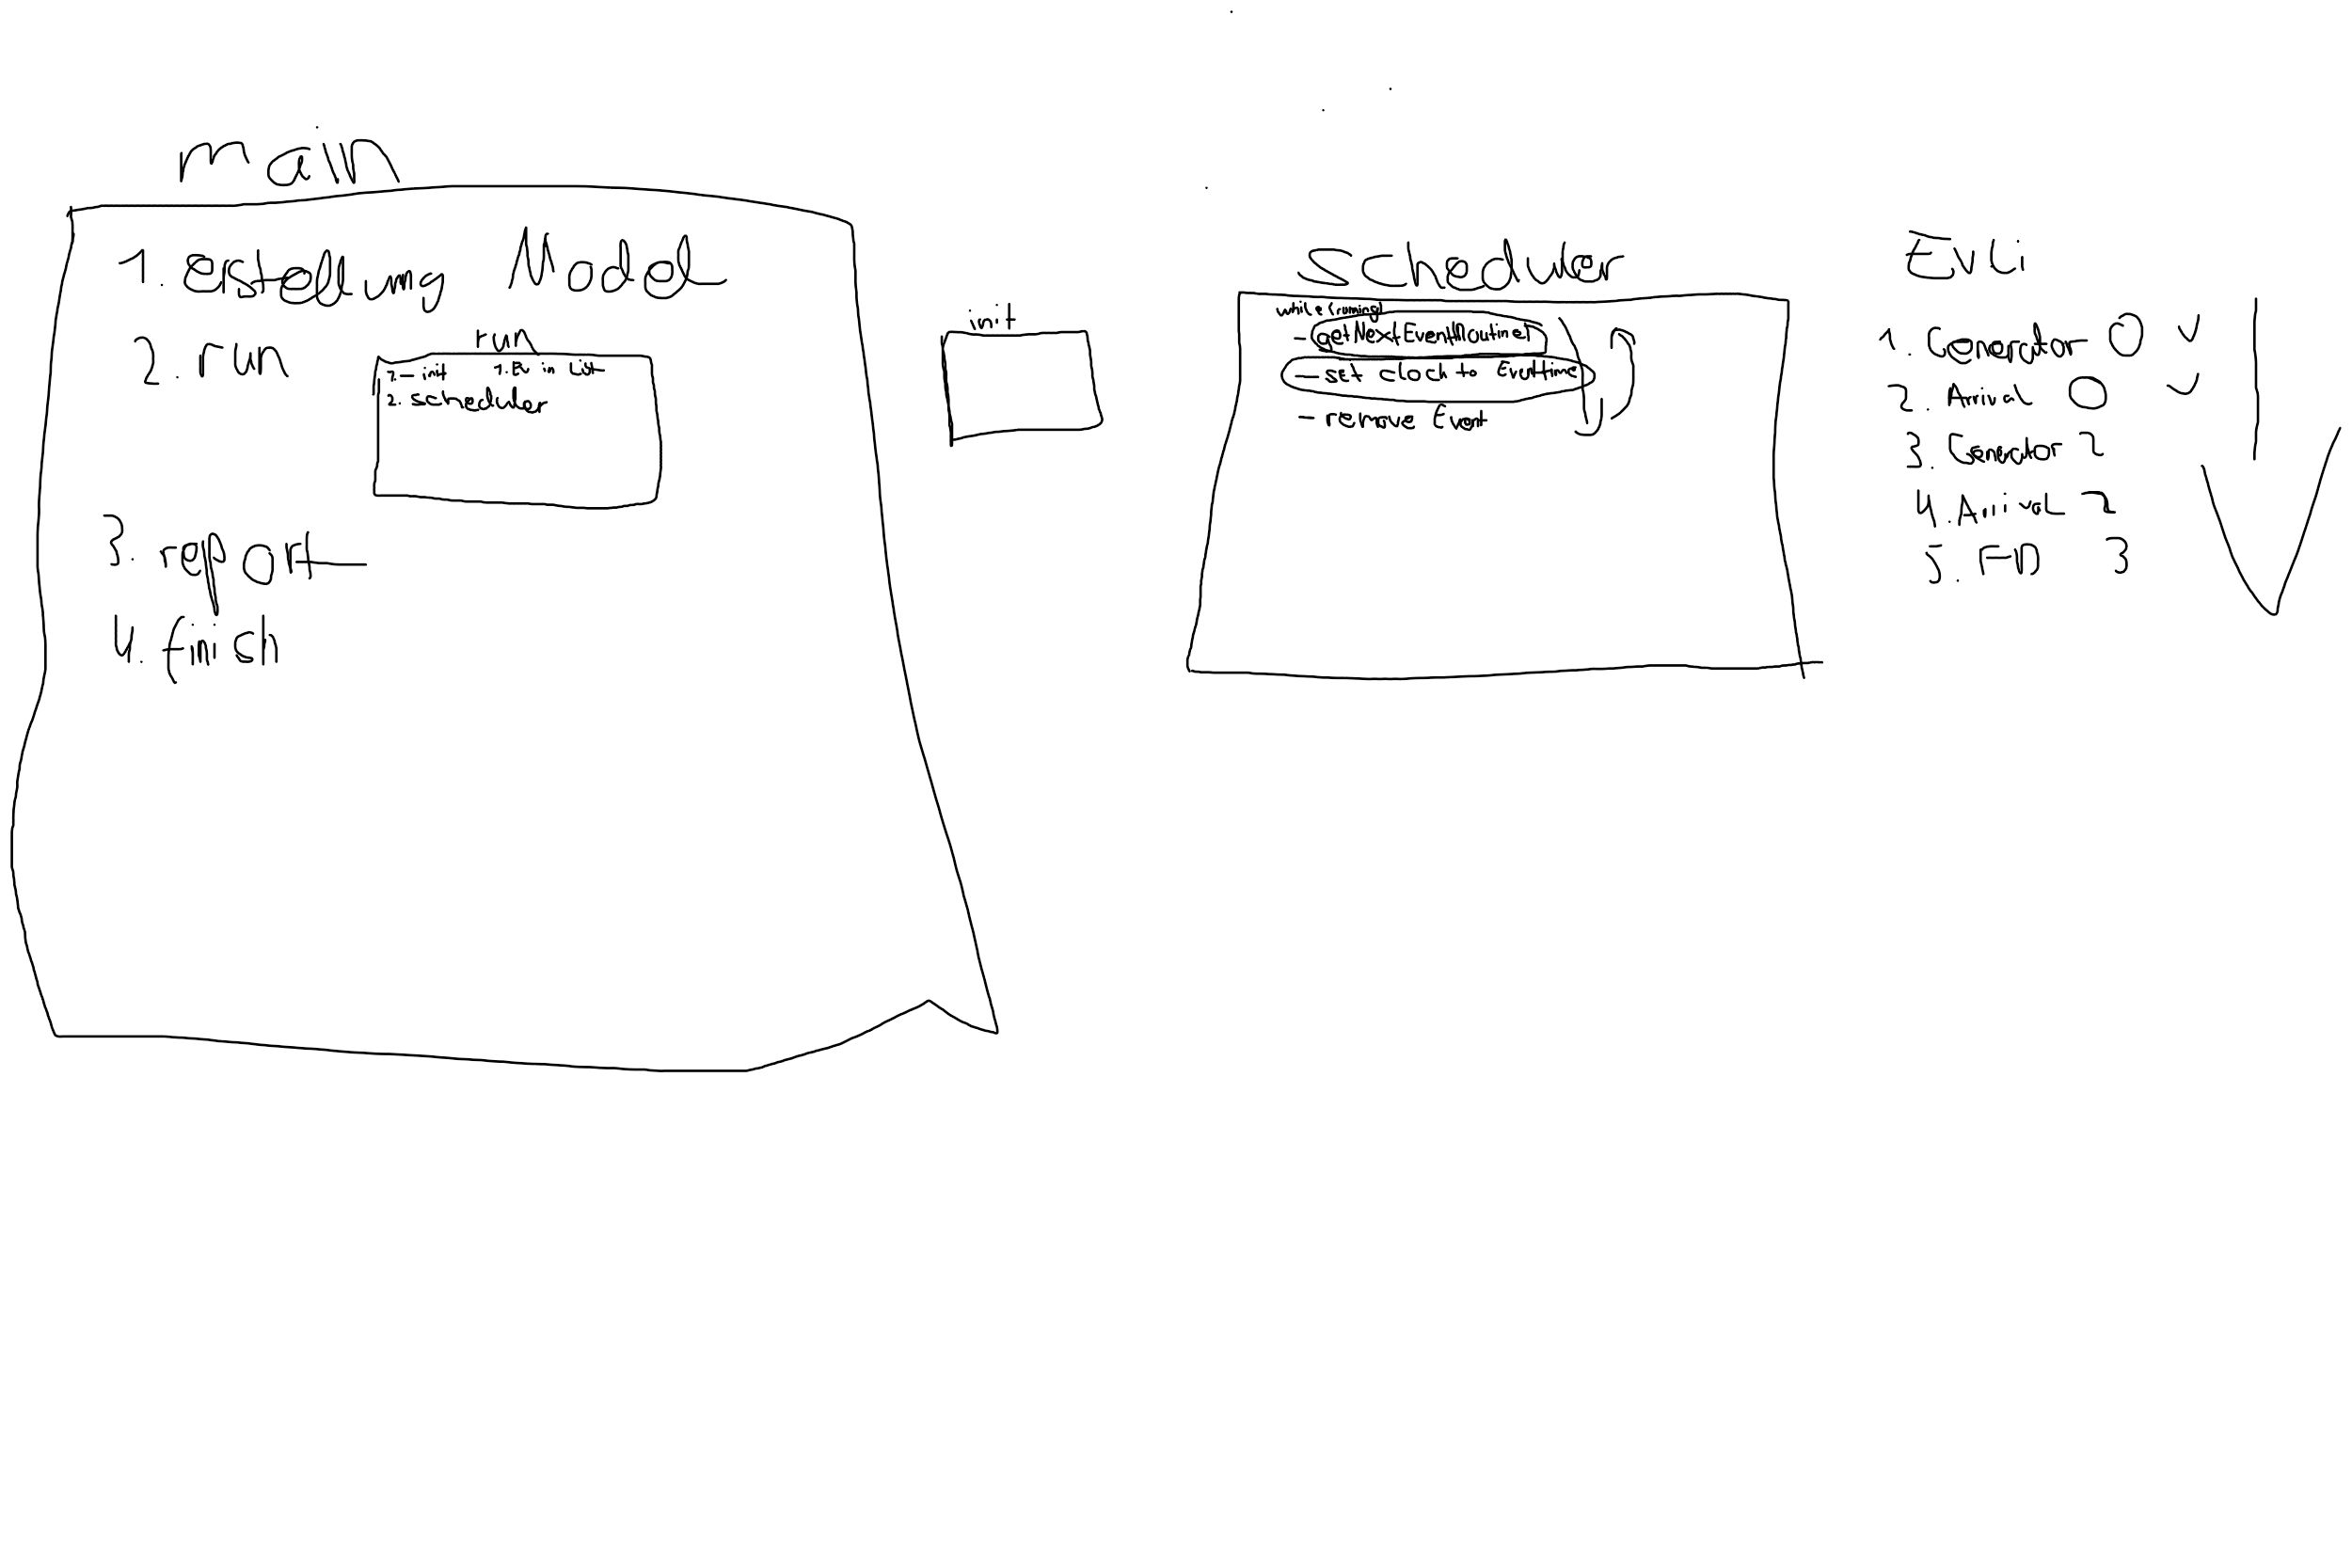 main
1. Erstellung Model
2. run
run
1. - init 1. Ev in List
2. scheduler
3. report
4. finish
init
Scheduler
while (running)
- getNextEvent(Routine)
- set clock to Eventtime
- remove Event
EvLi
1. Generator 0
2. Arrival 0
3. Generator 2
4. Arrival 2
5. FD 3